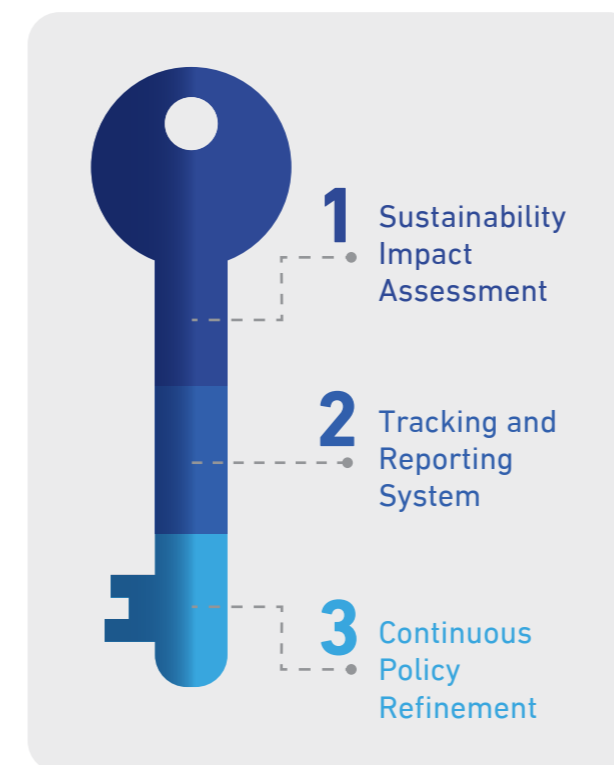 1
Sustainability
Impact
Assessment
2
Tracking and
Reporting
System
3
Continuous
Policy
Refinement